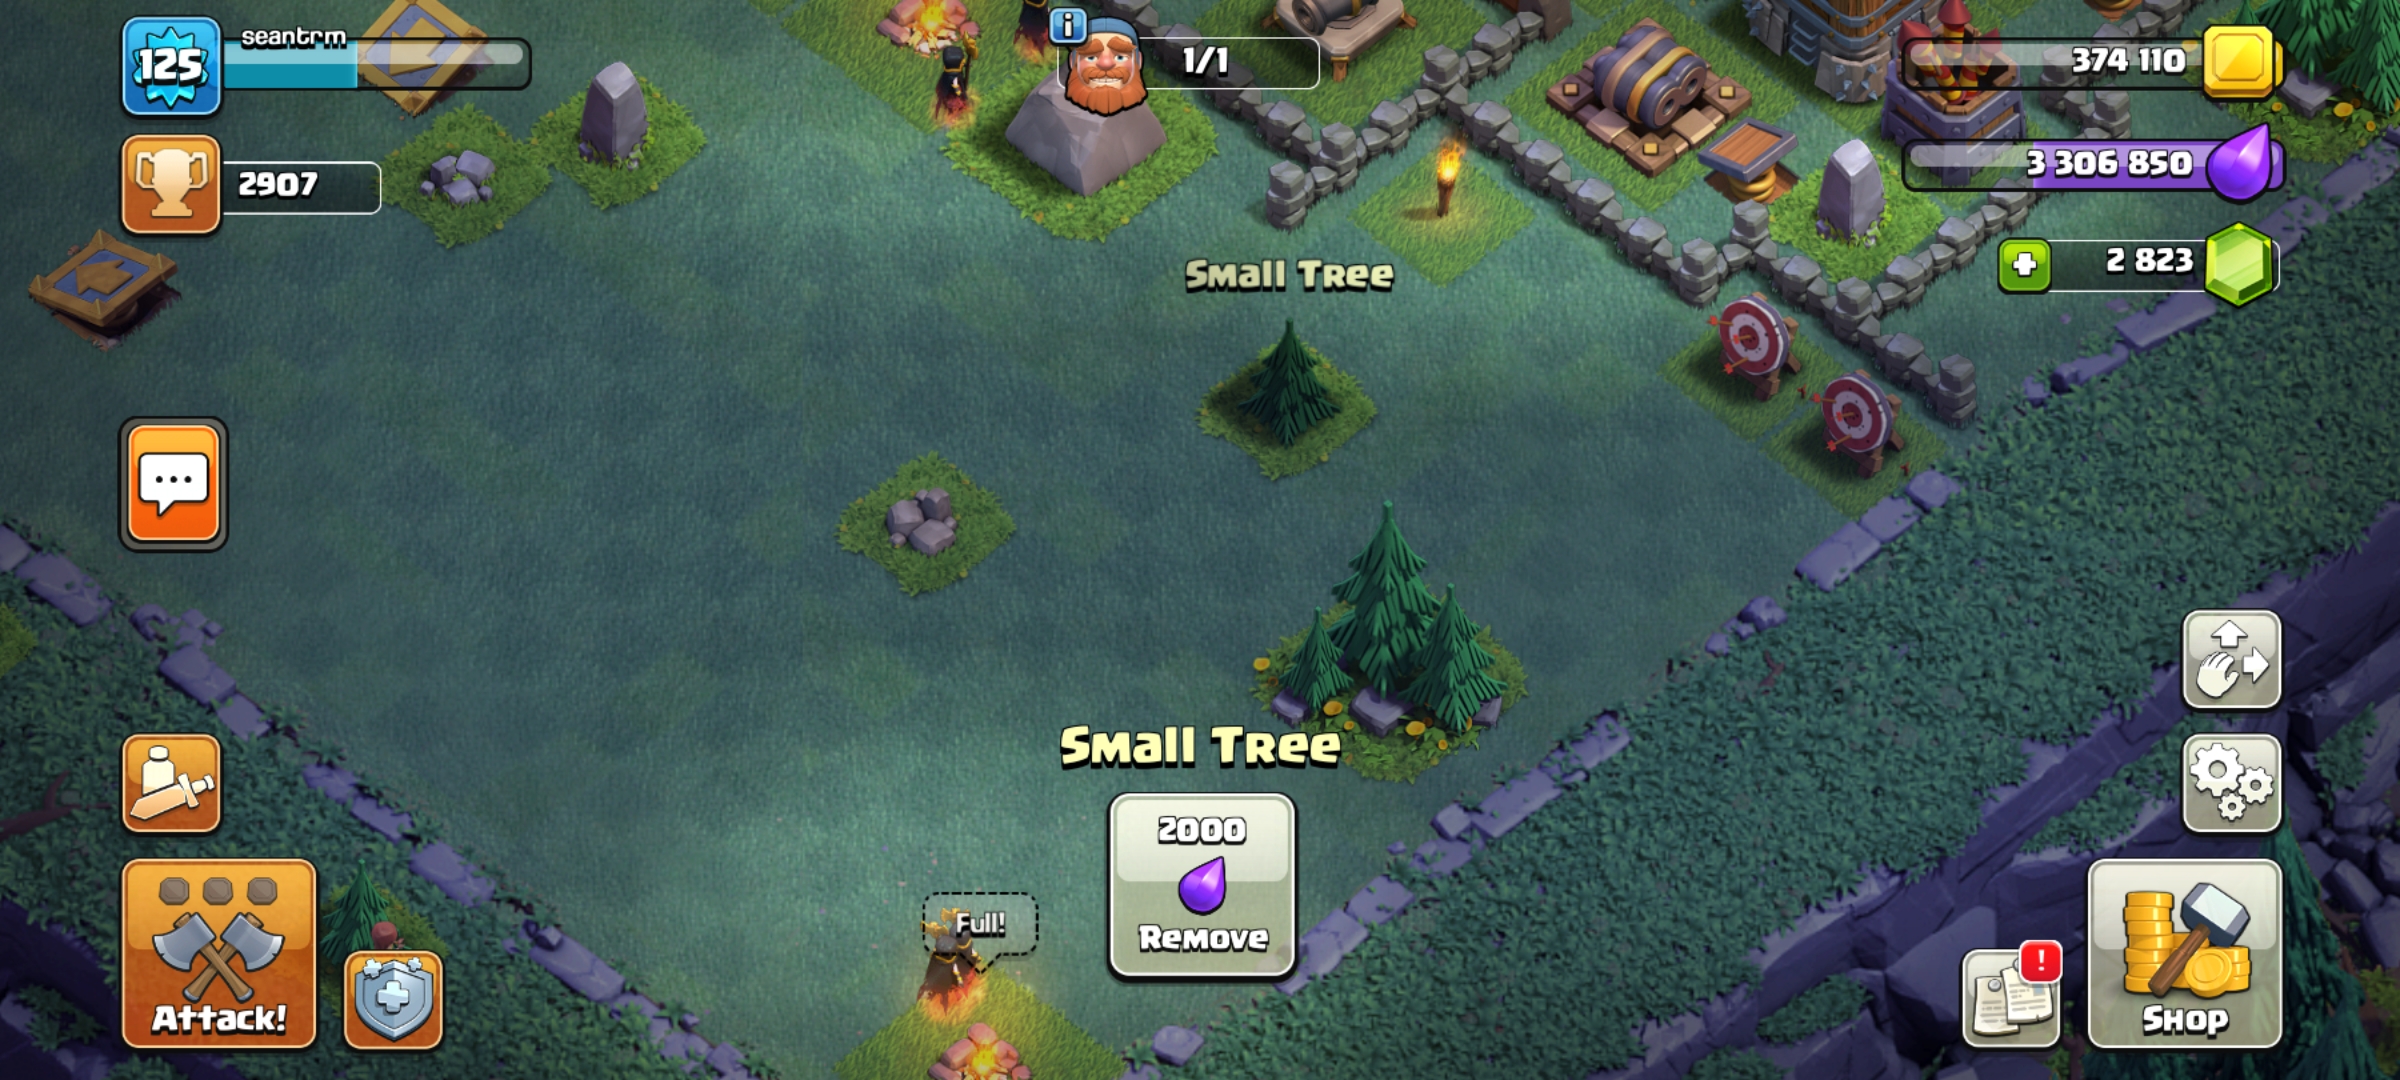 125
seantrm
1/1
374 110
2907
3 306 850
2 823
Small Tree
Small Tree
2000
Remove
Full!
Attack!
!
Shop